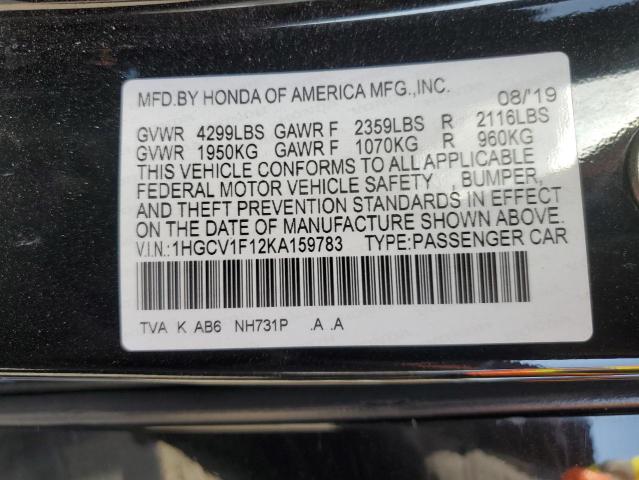 MFD.BY HONDA OF AMERICA MFG.,INC. 08/'19
GVWR 4299LBS GAWR F 2359LBS R 2116LBS
GVWR 1950KG GAWR F 1070KG R 960KG
THIS VEHICLE CONFORMS TO ALL APPLICABLE
FEDERAL MOTOR VEHICLE SAFETY , BUMPER,
AND THEFT PREVENTION STANDARDS IN EFFECT
ON THE DATE OF MANUFACTURE SHOWN ABOVE.
V.I.N.:1HGCV1F12KA159783 TYPE:PASSENGER CAR
TVA K AB6 NH731P .A .A